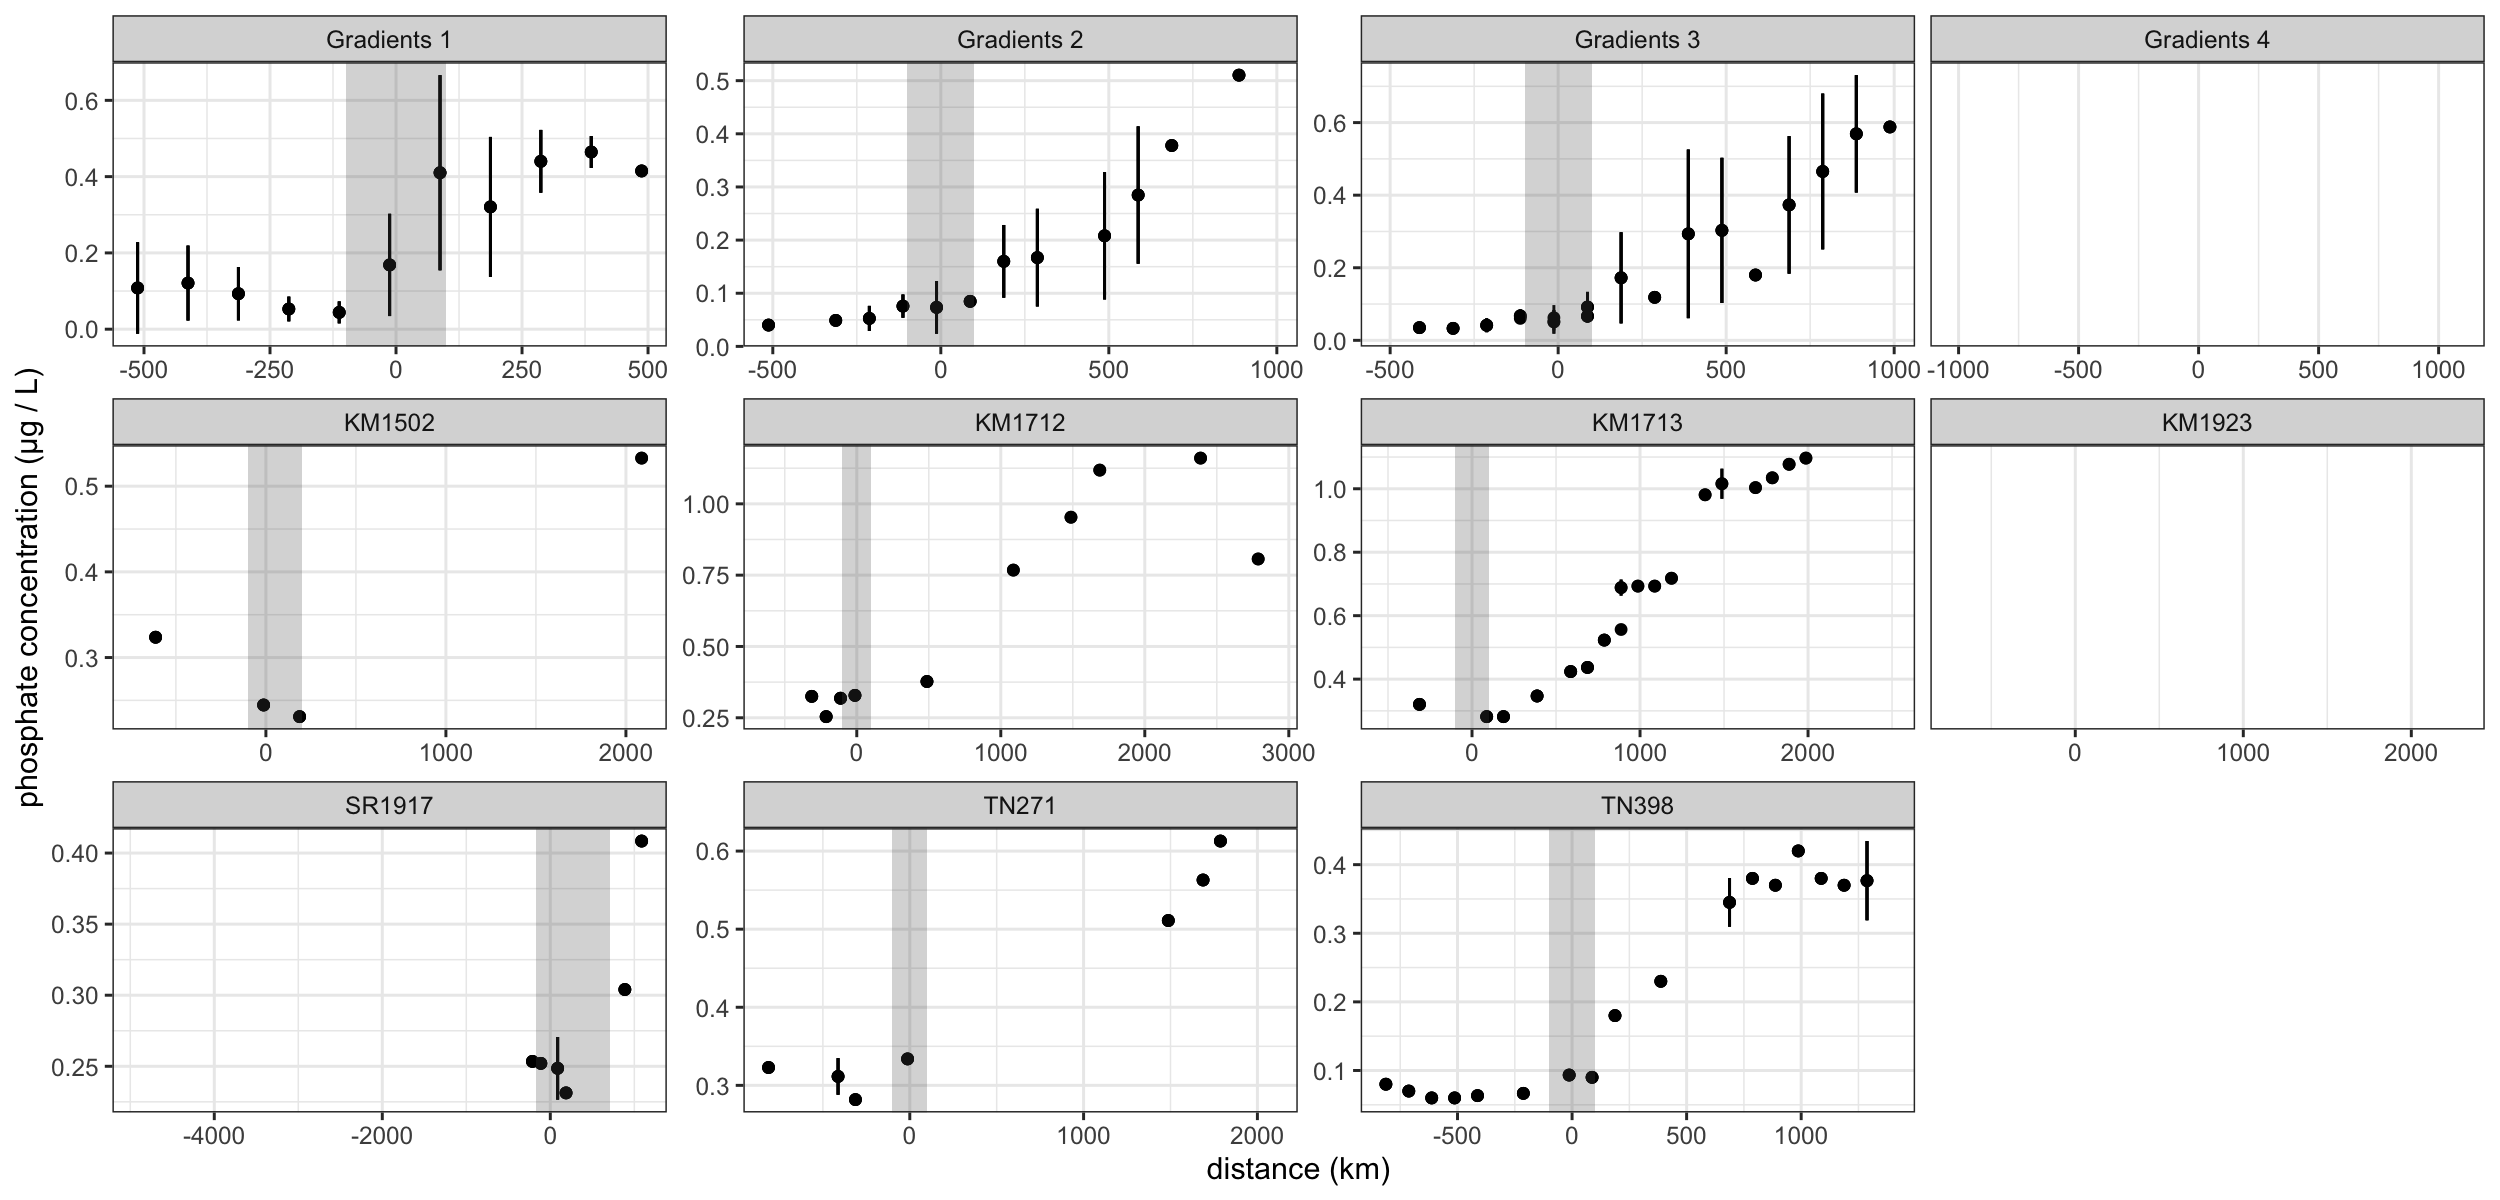 Gradients 1 Gradients 2 Gradients 3 Gradients 4
0.6 0.4 0.2 0.0
0.5 0.4 0.3 0.2 0.1 0.0
0.6 0.4 0.2 0.0
-500 -250 0 250 500
-500 0 500 1000
-500 0 500 1000
-1000 -500 0 500 1000
phosphate concentration (µg / L)
KM1502 KM1712 KM1713 KM1923
0.5 0.4 0.3
1.00 0.75 0.50 0.25
1.0 0.8 0.6 0.4
0 1000 2000
0 1000 2000 3000
0 1000 2000
0 1000 2000
SR1917 TN271 TN398
0.40 0.35 0.30 0.25
0.6 0.5 0.4 0.3
0.4 0.3 0.2 0.1
-4000 -2000 0
0 1000 2000
-500 0 500 1000
distance (km)